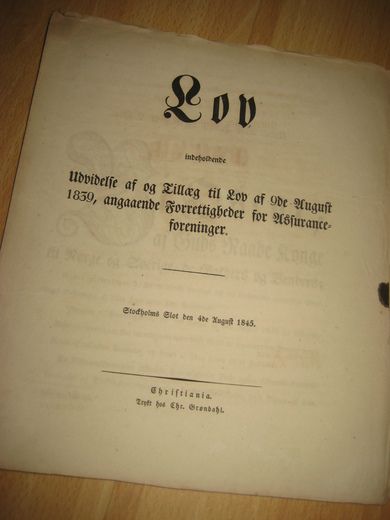 Lov
indeholdende
Udvidelse af og Tillæg til Lov af 9de August
1839, angaaende Forrettigheder for Assurance-
foreninger.
Stockholms Slot den 4de August 1845.
Christiania.
Trykt hos Chr. Grøndahl.